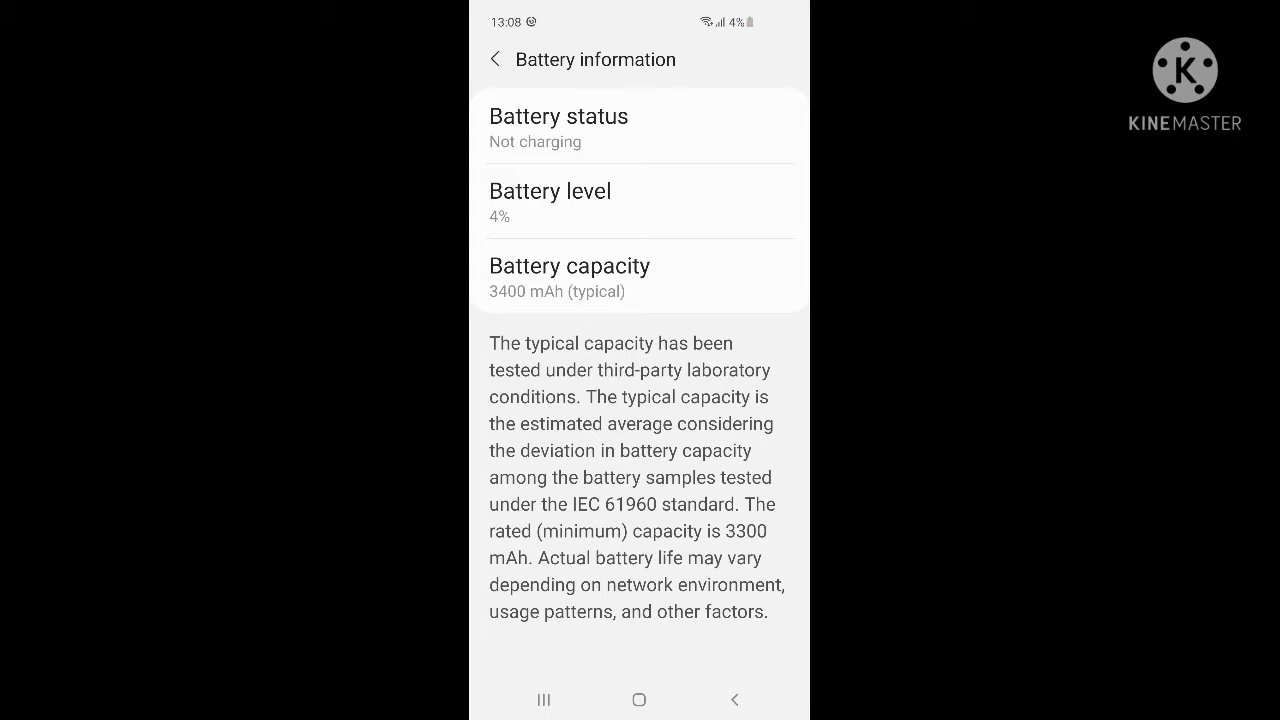 13:08
4%
Battery information
Battery status
Not charging
Battery level
4%
Battery capacity
3400 mAh (typical)
The typical capacity has been
tested under third-party laboratory
conditions. The typical capacity is
the estimated average considering
the deviation in battery capacity
among the battery samples tested
under the IEC 61960 standard. The
rated (minimum) capacity is 3300
mAh. Actual battery life may vary
depending on network environment,
usage patterns, and other factors.
K
KINEMASTER